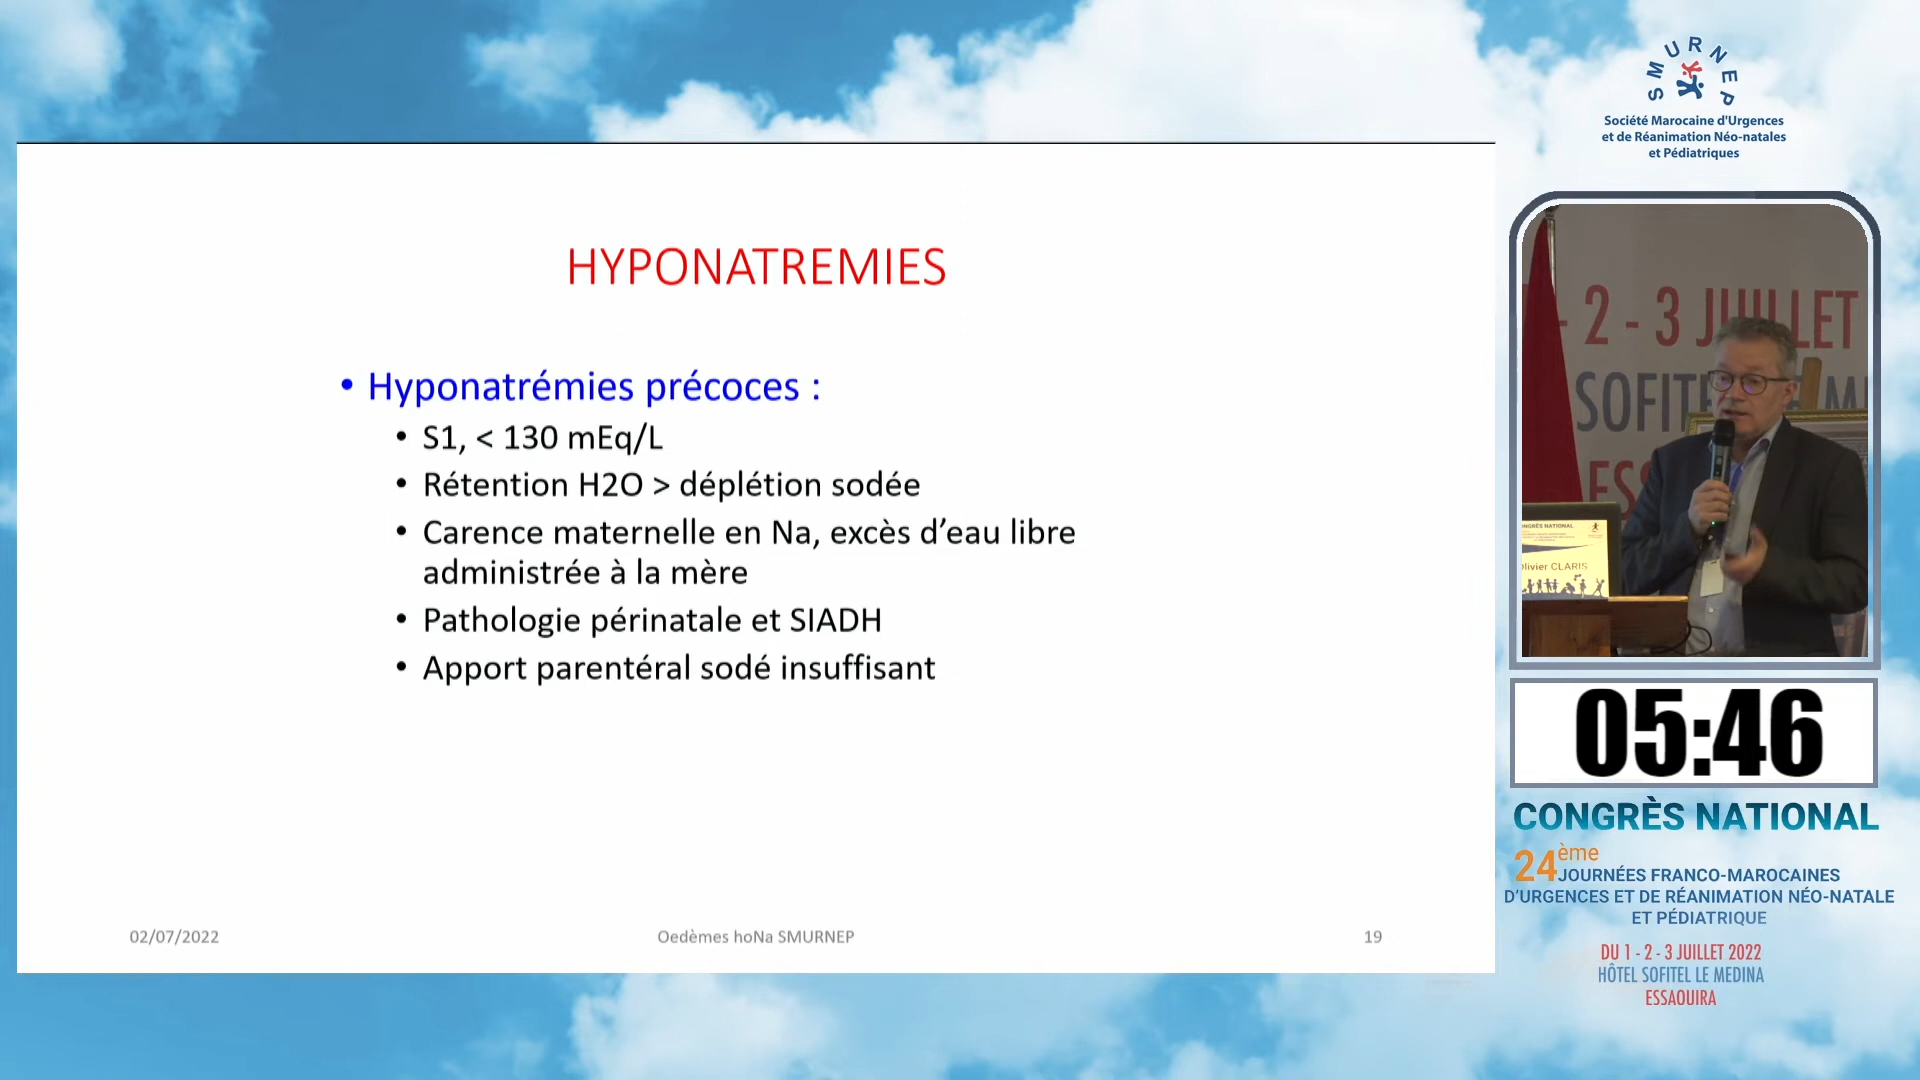 SMURNEP
Société Marocaine d'Urgences
et de Réanimation Néo-natales
et Pédiatriques
HYPONATREMIES
• Hyponatrémies précoces :
• S1, < 130 mEq/L
• Rétention H2O > déplétion sodée
• Carence maternelle en Na, excès d’eau libre
administrée à la mère
• Pathologie périnatale et SIADH
• Apport parentéral sodé insuffisant
02/07/2022
Oedèmes hoNa SMURNEP
19
- 2 - 3 JUILLET
SOFITEL
ESS
CONGRÈS NATIONAL
Olivier CLARIS
05:46
CONGRÈS NATIONAL
24ème
JOURNÉES FRANCO-MAROCAINES
D'URGENCES ET DE RÉANIMATION NÉO-NATALE
ET PÉDIATRIQUE
DU 1 - 2 - 3 JUILLET 2022
HÔTEL SOFITEL LE MEDINA
ESSAOUIRA